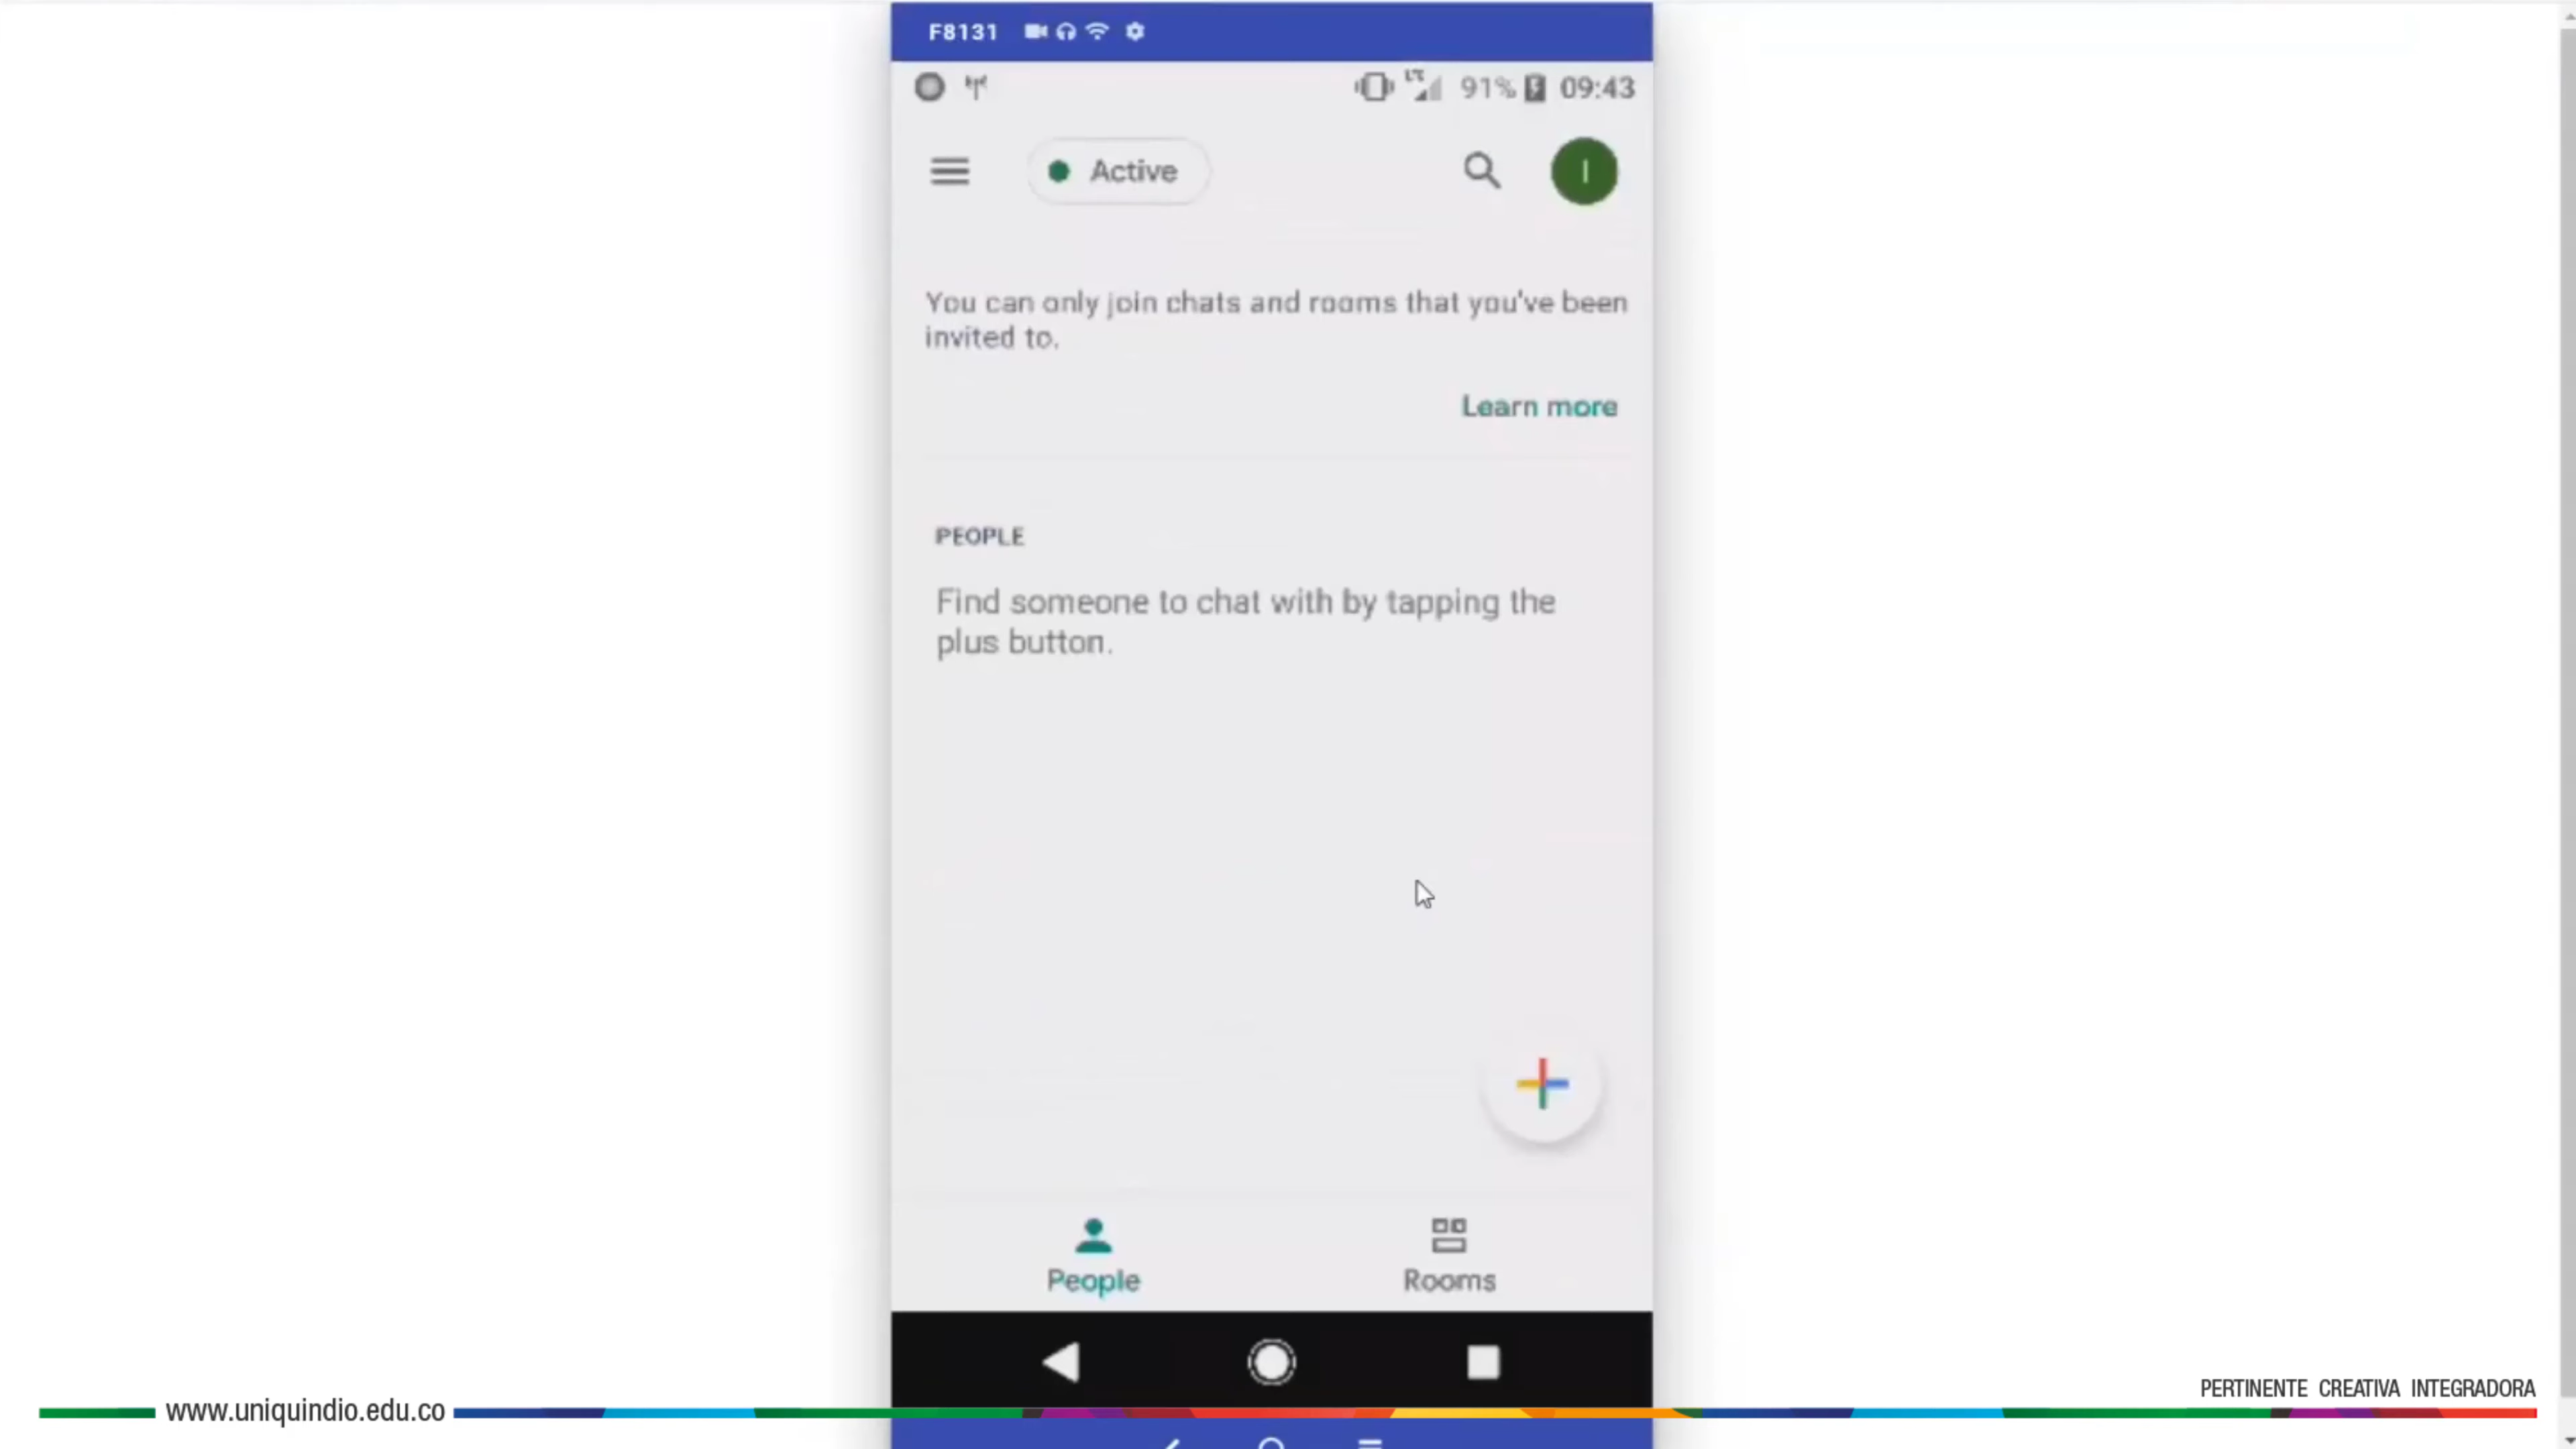 F8131
91% 09:43
Active
I
You can only join chats and rooms that you've been
invited to.
Learn more
PEOPLE
Find someone to chat with by tapping the
plus button.
People
Rooms
PERTINENTE CREATIVA INTEGRADORA
www.uniquindio.edu.co